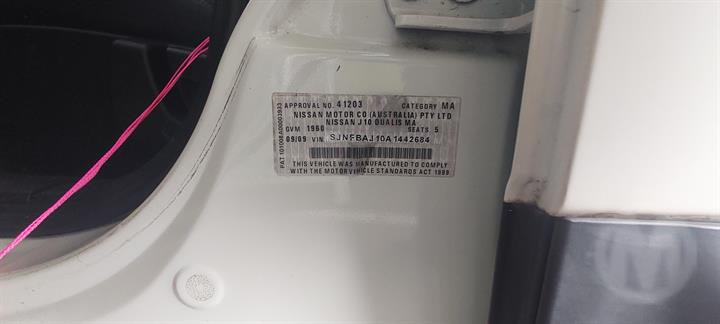 APPROVAL NO. 41203 CATEGORY MA
NISSAN MOTOR CO (AUSTRALIA) PTY LTD
NISSAN J10 DUALIS MA
GVM 1960 SEATS 5
09/09 VIN SJNFBAJ10A1442684
THIS VEHICLE WAS MANUFACTURED TO COMPLY
WITH THE MOTOR VEHICLE STANDARDS ACT 1989